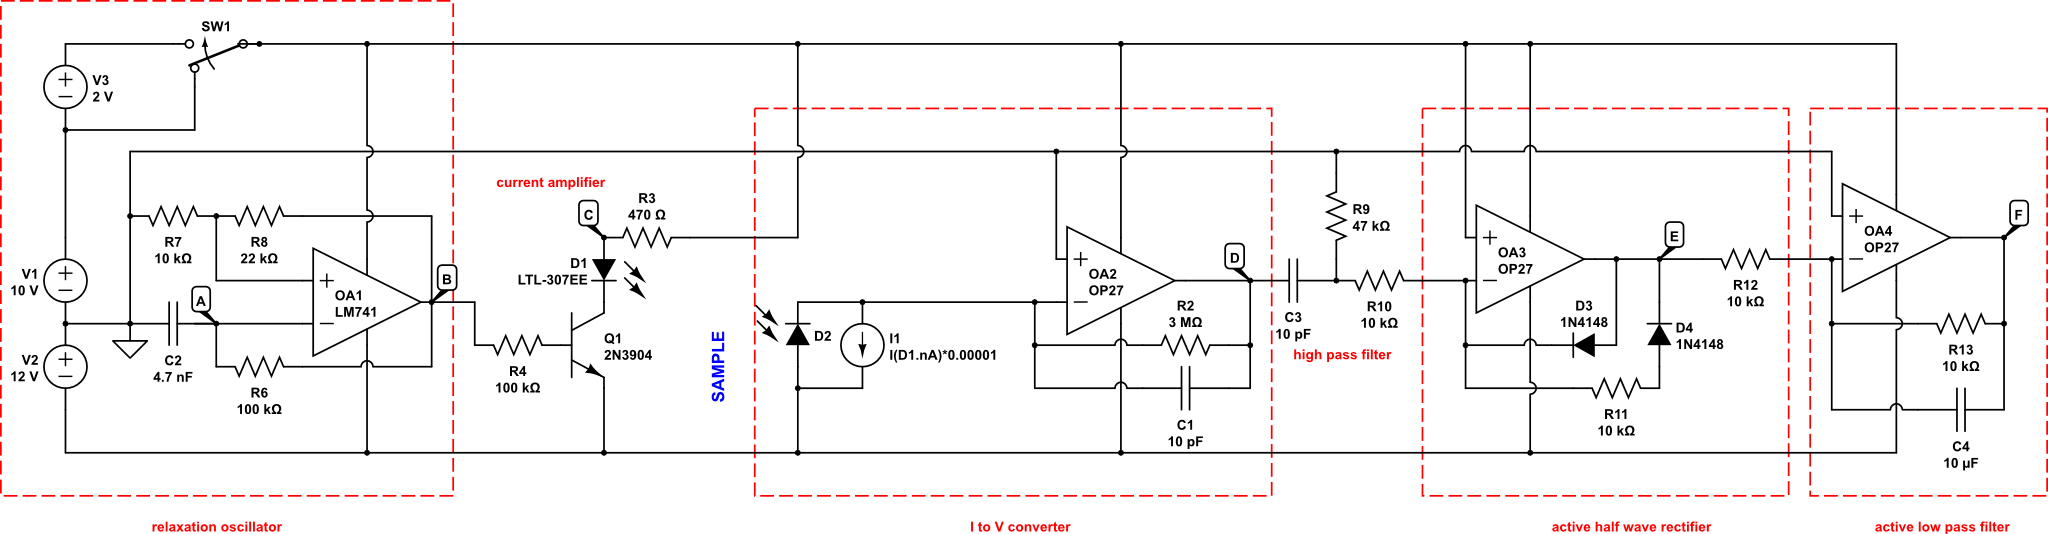 SW1
V3
2 V
current amplifier
R3
470 Ω
C
R7
10 kΩ
R8
22 kΩ
D1
LTL-307EE
R9
47 kΩ
+
OA3
OP27
−
E
+
OA4
OP27
−
F
V1
10 V
A
+
OA1
LM741
−
B
+
OA2
OP27
−
D
R12
10 kΩ
C2
4.7 nF
R4
100 kΩ
Q1
2N3904
SAMPLE
D2
I1
I(D1.nA)*0.00001
R2
3 MΩ
C3
10 pF
R10
10 kΩ
high pass filter
D3
1N4148
D4
1N4148
R13
10 kΩ
V2
12 V
R6
100 kΩ
C1
10 pF
R11
10 kΩ
C4
10 µF
relaxation oscillator
I to V converter
active half wave rectifier
active low pass filter